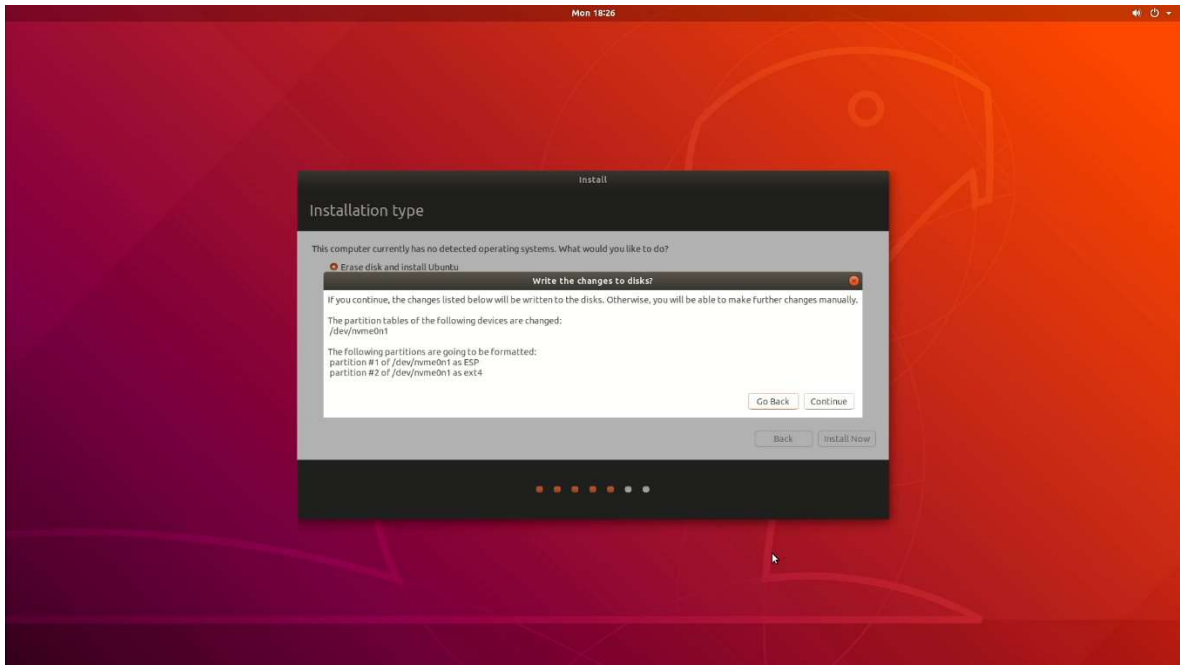 Mon 18:26
Install
Installation type
This computer currently has no detected operating systems. What would you like to do?
Erase disk and install Ubuntu
Write the changes to disks?
If you continue, the changes listed below will be written to the disks. Otherwise, you will be able to make further changes manually.
The partition tables of the following devices are changed:
/dev/nvme0n1
The following partitions are going to be formatted:
partition #1 of /dev/nvme0n1 as ESP
partition #2 of /dev/nvme0n1 as ext4
Go Back Continue
Back Install Now